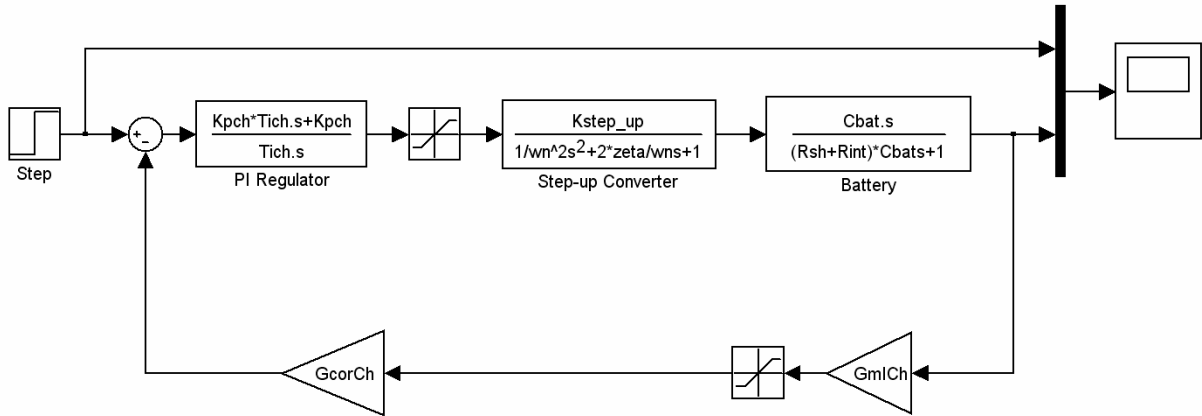 Step
+
−
Kpch*Tich.s+Kpch
Tich.s
PI Regulator
Kstep_up
1/wn^2s²+2*zeta/wns+1
Step-up Converter
Cbat.s
(Rsh+Rint)*Cbats+1
Battery
GcorCh
GmICh